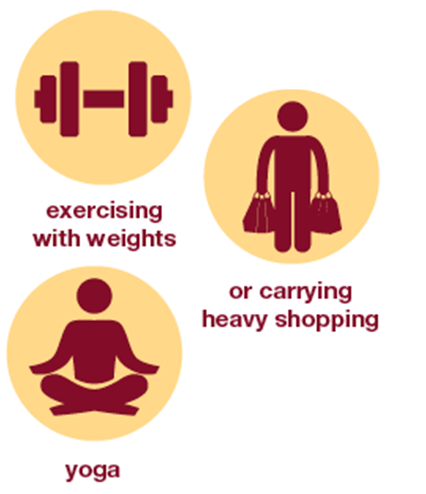 exercising
with weights
or carrying
heavy shopping
yoga